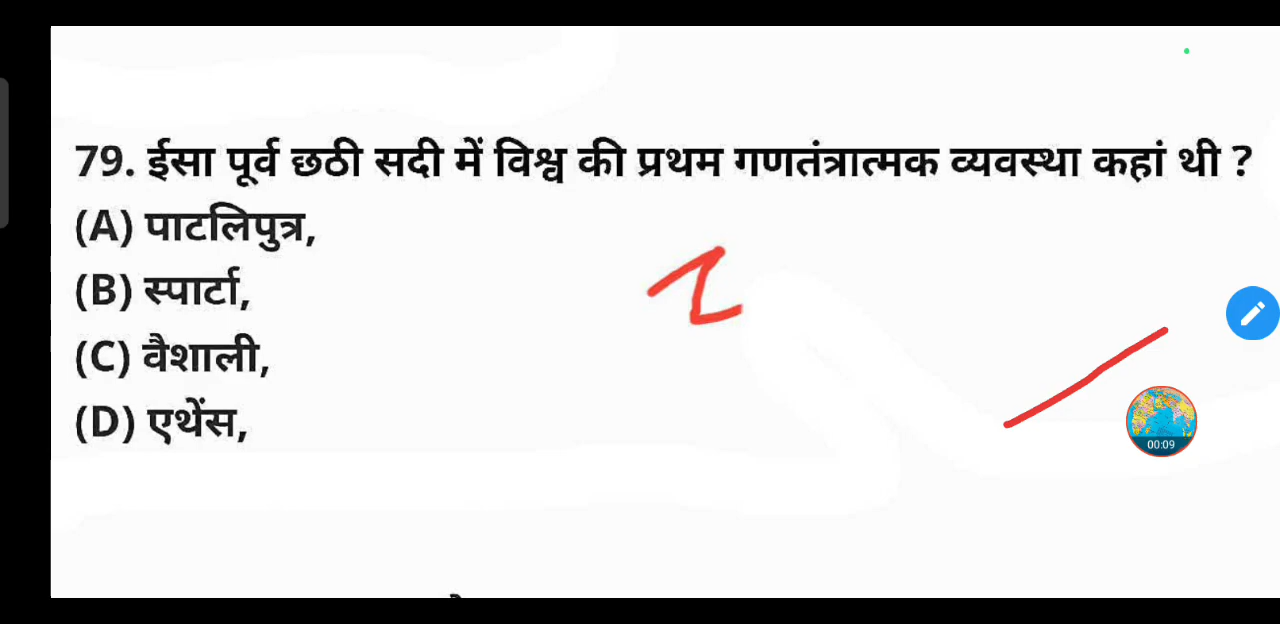 79. ईसा पूर्व छठी सदी में विश्व की प्रथम गणतंत्रात्मक व्यवस्था कहां थी ?
(A) पाटलिपुत्र,
(B) स्पार्टा,
(C) वैशाली,
(D) एथेंस,
00:09